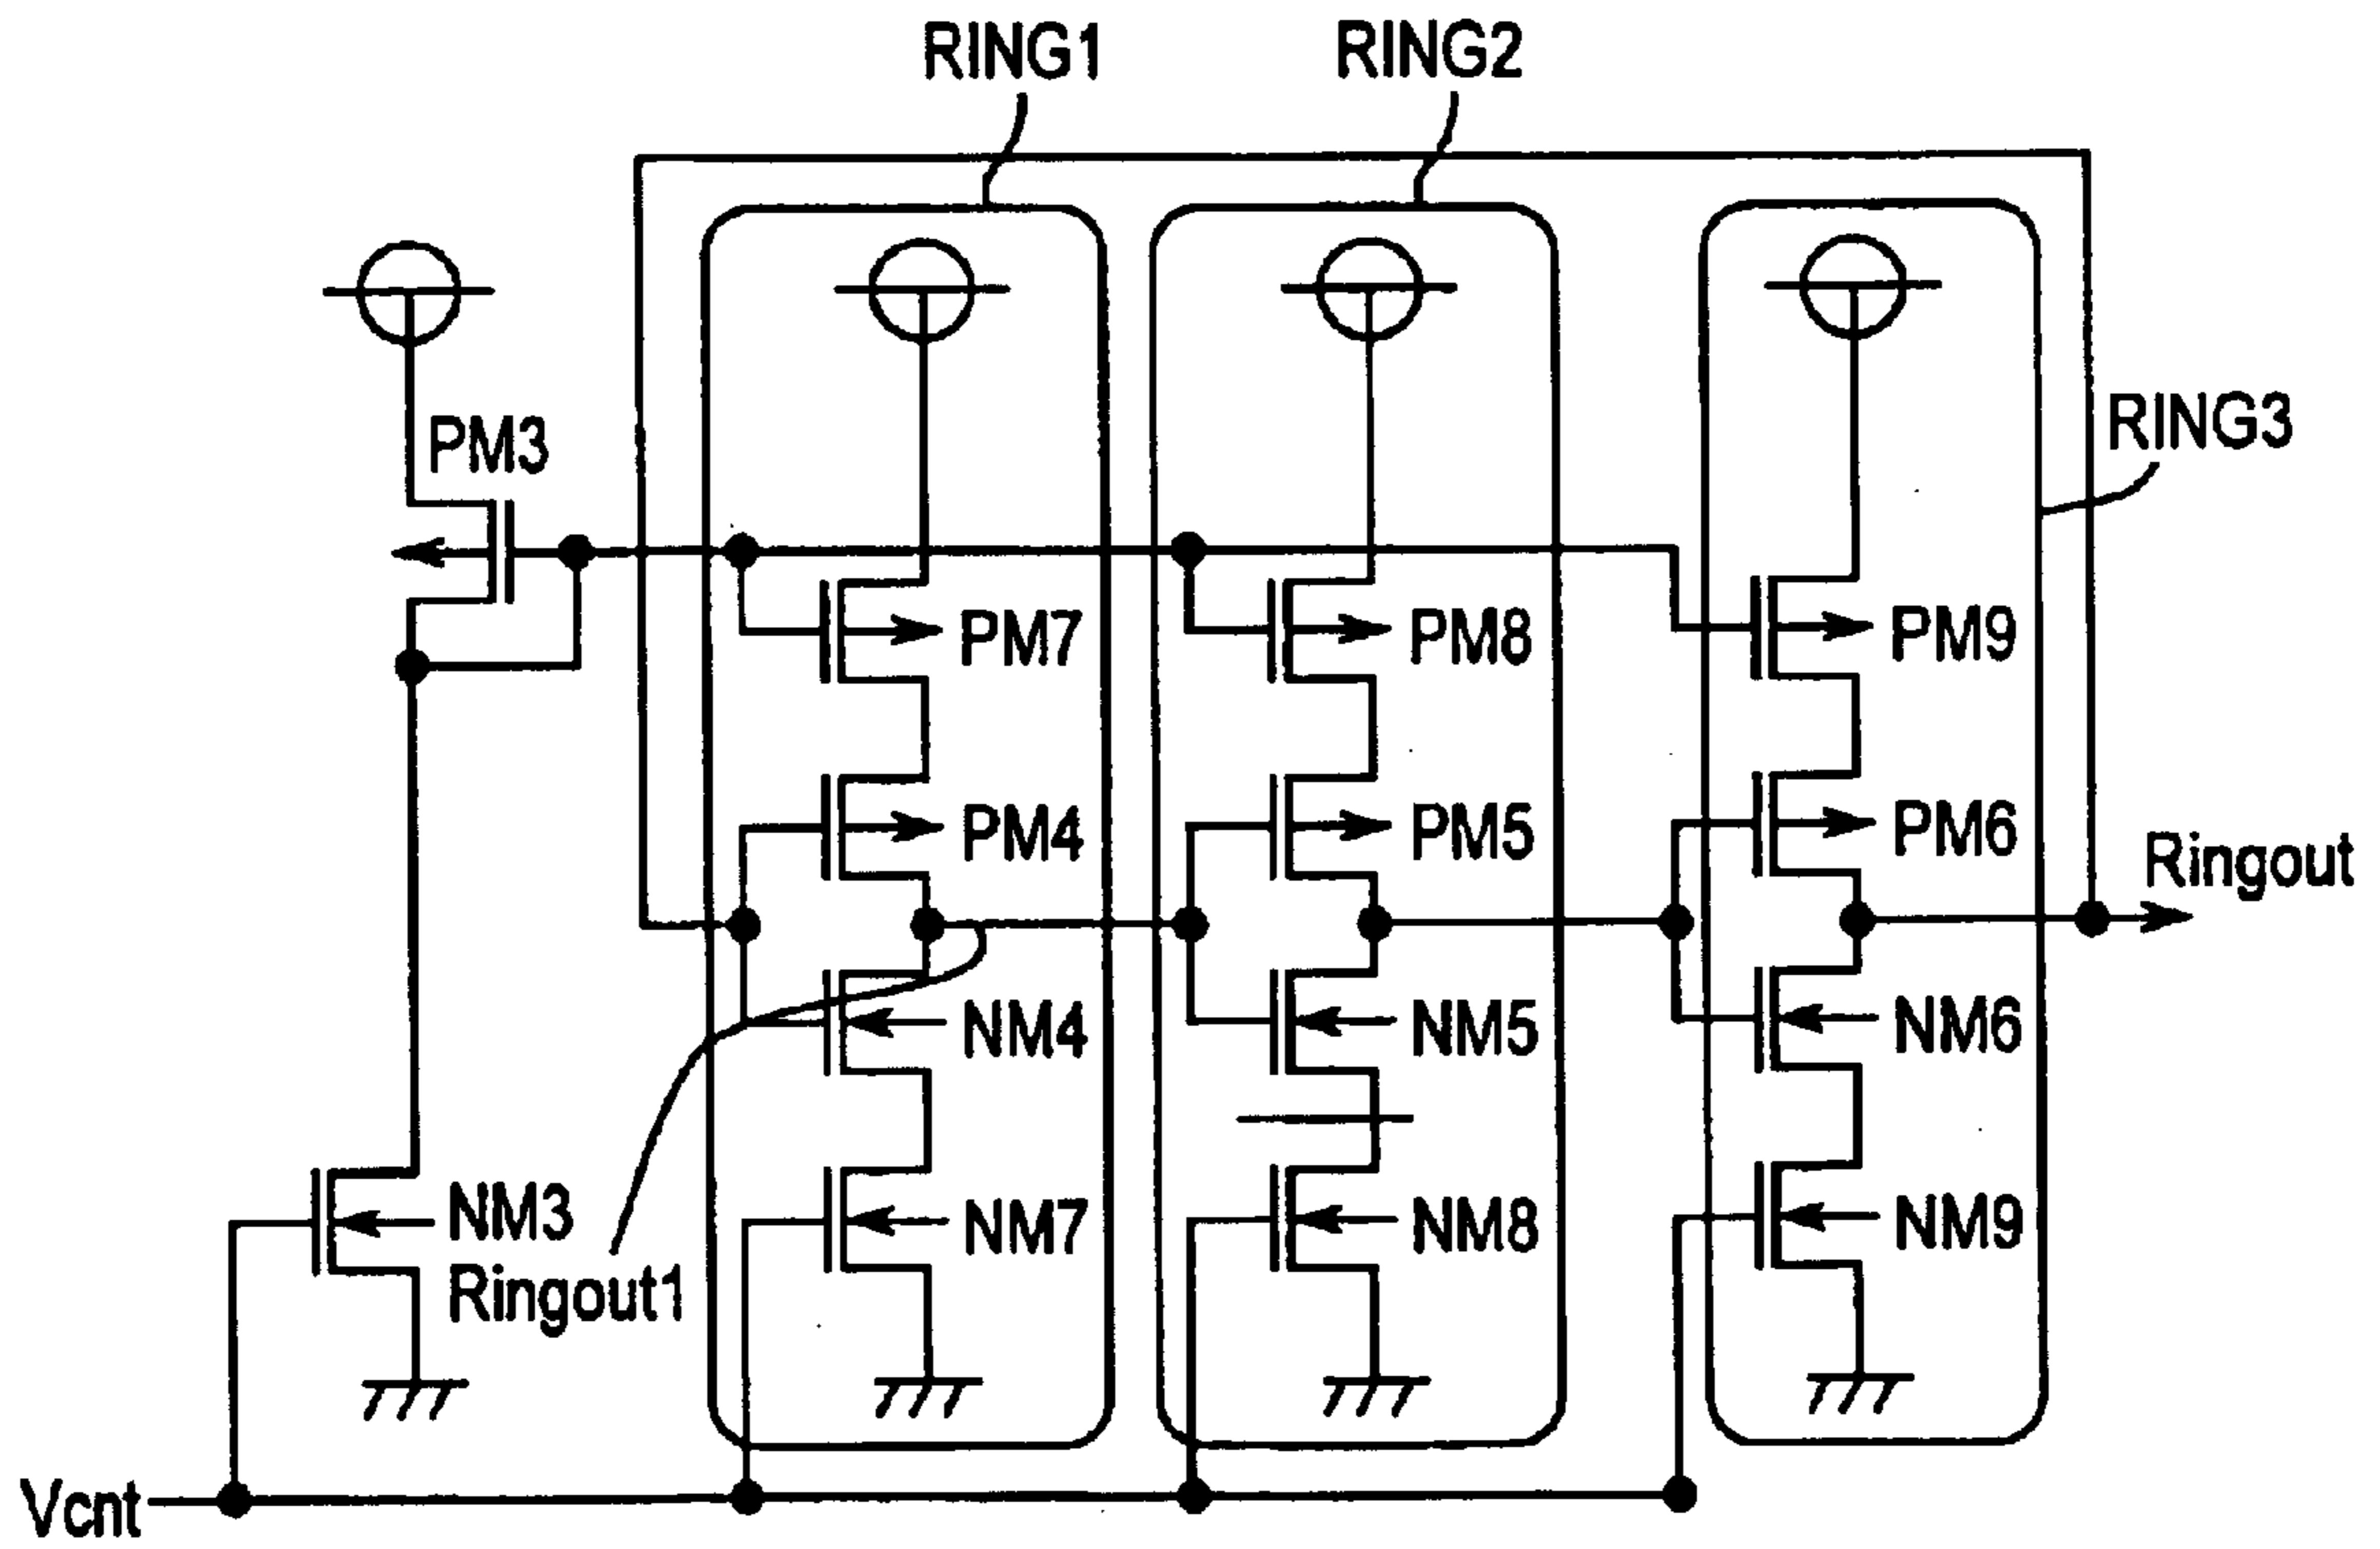 RING1
RING2
RING3
PM3
PM7
PM8
PM9
PM4
PM5
PM6
Ringout
NM4
NM5
NM6
NM3
NM7
NM8
NM9
Ringout1
Vcnt